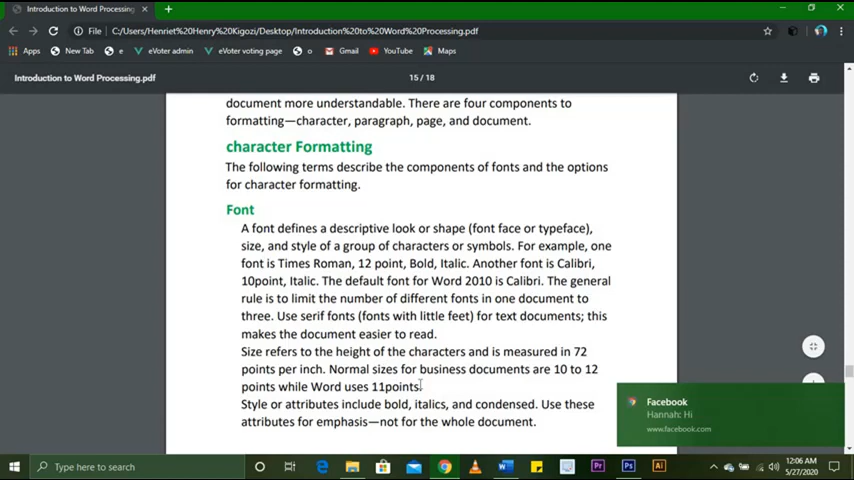 Introduction to Word Processing
File
C:/Users/Henriet%20Henry%20Kigozi/Desktop/Introduction%20to%20Word%20Processing.pdf
Apps
New Tab
e
eVoter admin
eVoter voting page
o
Gmail
YouTube
Maps
Introduction to Word Processing.pdf
15 / 18
document more understandable. There are four components to
formatting—character, paragraph, page, and document.
character Formatting
The following terms describe the components of fonts and the options
for character formatting.
Font
A font defines a descriptive look or shape (font face or typeface),
size, and style of a group of characters or symbols. For example, one
font is Times Roman, 12 point, Bold, Italic. Another font is Calibri,
10point, Italic. The default font for Word 2010 is Calibri. The general
rule is to limit the number of different fonts in one document to
three. Use serif fonts (fonts with little feet) for text documents; this
makes the document easier to read.
Size refers to the height of the characters and is measured in 72
points per inch. Normal sizes for business documents are 10 to 12
points while Word uses 11points.
Style or attributes include bold, italics, and condensed. Use these
attributes for emphasis—not for the whole document.
Facebook
Hannah: Hi
www.facebook.com
Type here to search
Pr
Ps
Ai
12:06 AM
5/27/2020